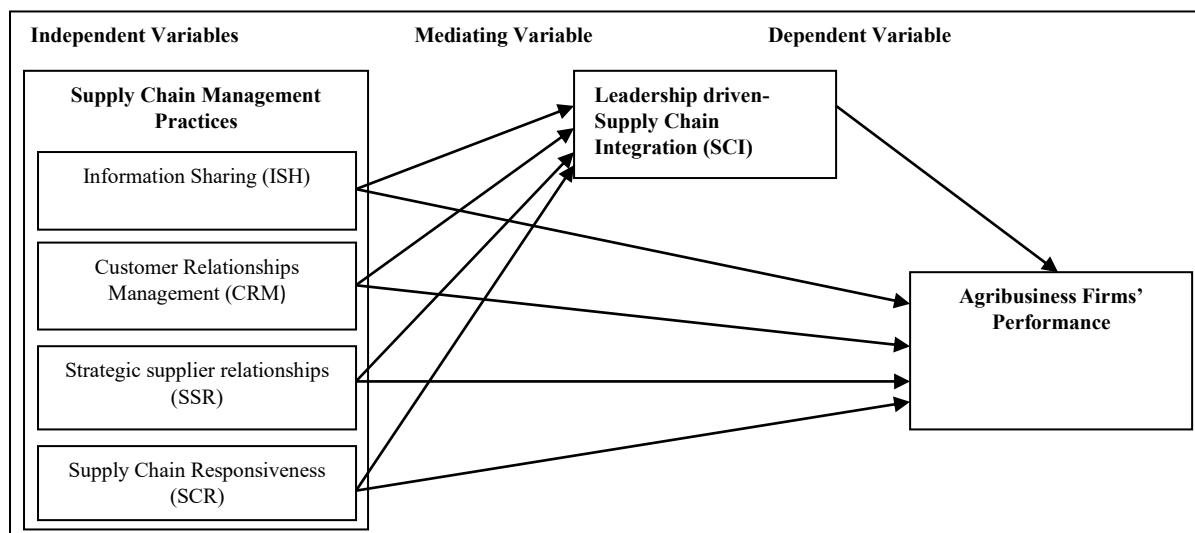 Independent Variables
Mediating Variable
Dependent Variable
Supply Chain Management
Practices
Information Sharing (ISH)
Customer Relationships
Management (CRM)
Strategic supplier relationships
(SSR)
Supply Chain Responsiveness
(SCR)
Leadership driven-
Supply Chain
Integration (SCI)
Agribusiness Firms’
Performance